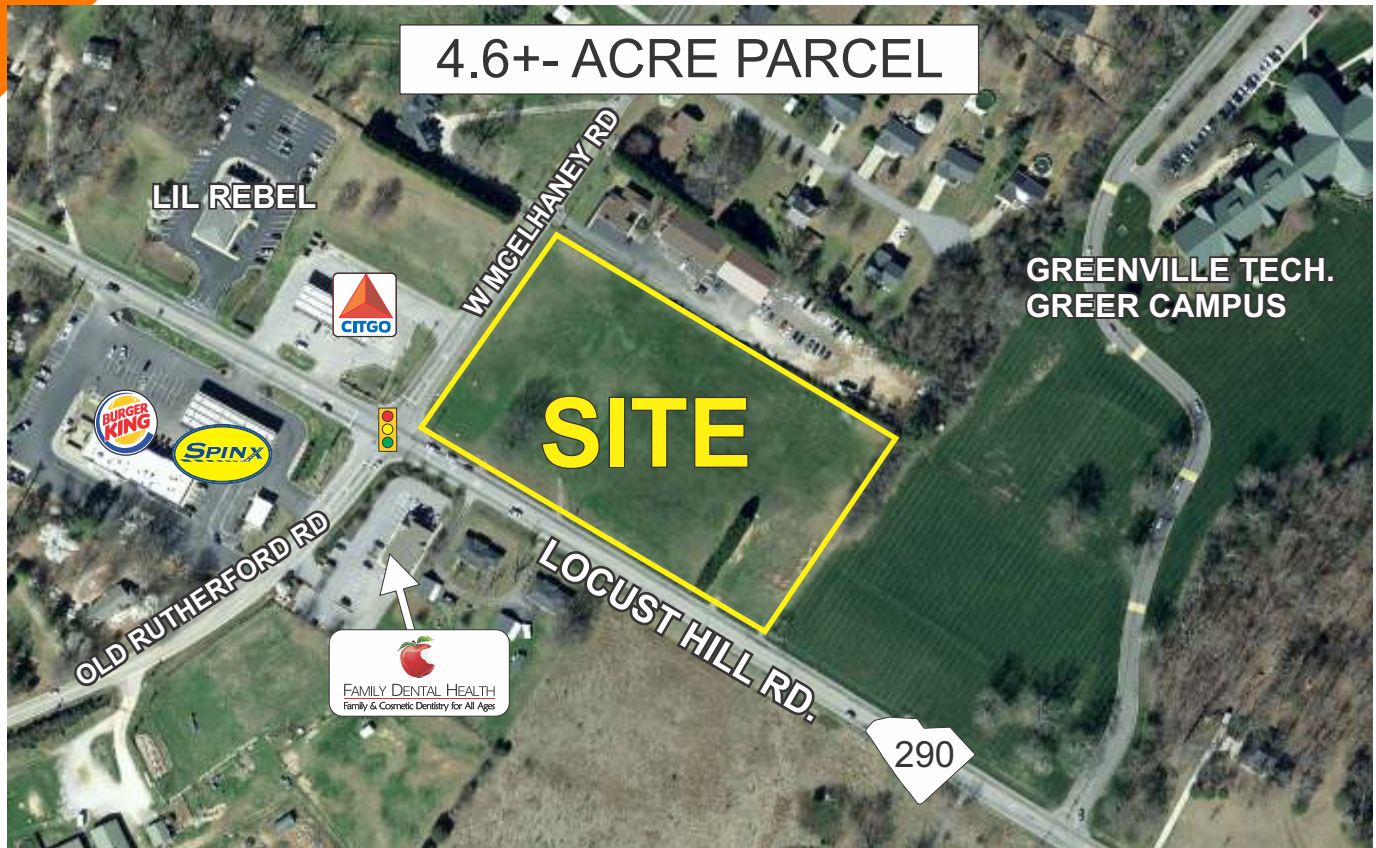 4.6+- ACRE PARCEL
W MCELHANEY RD
LIL REBEL
GREENVILLE TECH.
GREER CAMPUS
CITGO
BURGER
KING
SPINX
SITE
OLD RUTHERFORD RD
LOCUST HILL RD.
FAMILY DENTAL HEALTH
Family & Cosmetic Dentistry for All Ages
290